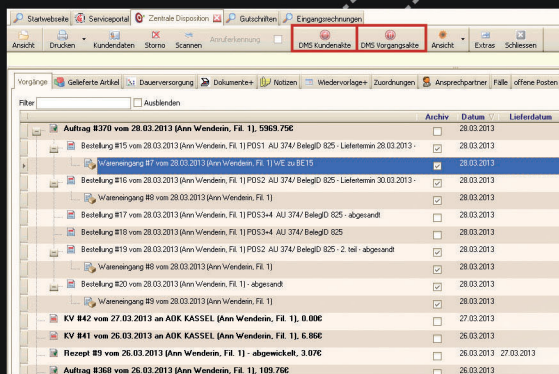 Startwebseite Serviceportal Zentrale Disposition Gutschriften Eingangsrechnungen
Ansicht Drucken Kundendaten Storno Scannen Anruferkennung DMS Kundenakte DMS Vorgangsakte Ansicht Extras Schliessen
Vorgänge Gelieferte Artikel Dauerversorgung Dokumente+ Notizen Wiedervorlage+ Zuordnungen Ansprechpartner Fälle offene Posten
Filter Ausblenden
Archiv Datum Lieferdatum
Auftrag #370 vom 28.03.2013 (Ann Wenderin, Fil. 1), 5969.75€ 28.03.2013
Bestellung #15 vom 28.03.2013 (Ann Wenderin, Fil. 1) POS1 AU 374/ BelegID 825 - Liefertermin 28.03.2013 - 28.03.2013
Wareneingang #7 vom 28.03.2013 (Ann Wenderin, Fil. 1) WE zu BE15 28.03.2013
Bestellung #16 vom 28.03.2013 (Ann Wenderin, Fil. 1) POS2 AU 374/ BelegID 825 - Liefertermin 30.03.2013 - 28.03.2013
Wareneingang #8 vom 28.03.2013 (Ann Wenderin, Fil. 1) 28.03.2013
Bestellung #17 vom 28.03.2013 (Ann Wenderin, Fil. 1) POS3+4 AU 374/ BelegID 825 - abgesandt 28.03.2013
Bestellung #18 vom 28.03.2013 (Ann Wenderin, Fil. 1) POS3+4 AU 374/ BelegID 825 28.03.2013
Bestellung #19 vom 28.03.2013 (Ann Wenderin, Fil. 1) POS2 AU 374/ BelegID 825 - 2. teil - abgesandt 28.03.2013
Wareneingang #8 vom 28.03.2013 (Ann Wenderin, Fil. 1) 28.03.2013
Bestellung #20 vom 28.03.2013 (Ann Wenderin, Fil. 1) - abgesandt 28.03.2013
Wareneingang #9 vom 28.03.2013 (Ann Wenderin, Fil. 1) 28.03.2013
KV #42 vom 27.03.2013 an AOK KASSEL (Ann Wenderin, Fil. 1), 0.00€ 27.03.2013
KV #41 vom 26.03.2013 an AOK KASSEL (Ann Wenderin, Fil. 1), 6.86€ 26.03.2013
Rezept #9 vom 26.03.2013 (Ann Wenderin, Fil. 1) - abgewickelt, 3.07€ 26.03.2013 27.03.2013
Auftrag #368 vom 26.03.2013 (Ann Wenderin, Fil. 1), 109.76€ 26.03.2013